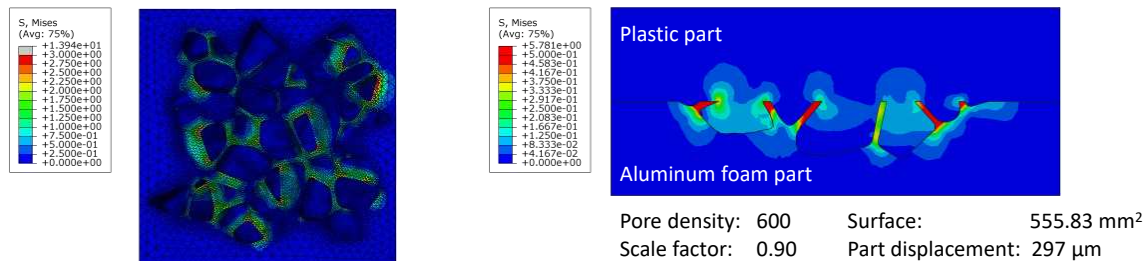 S, Mises
(Avg: 75%)
+1.394e+01
+3.000e+00
+2.750e+00
+2.500e+00
+2.250e+00
+2.000e+00
+1.750e+00
+1.500e+00
+1.250e+00
+1.000e+00
+7.500e-01
+5.000e-01
+2.500e-01
+0.000e+00
S, Mises
(Avg: 75%)
+5.781e+00
+5.000e-01
+4.583e-01
+4.167e-01
+3.750e-01
+3.333e-01
+2.917e-01
+2.500e-01
+2.083e-01
+1.667e-01
+1.250e-01
+8.333e-02
+4.167e-02
+0.000e+00
Plastic part
Aluminum foam part
Pore density: 600 Surface: 555.83 mm²
Scale factor: 0.90 Part displacement: 297 µm